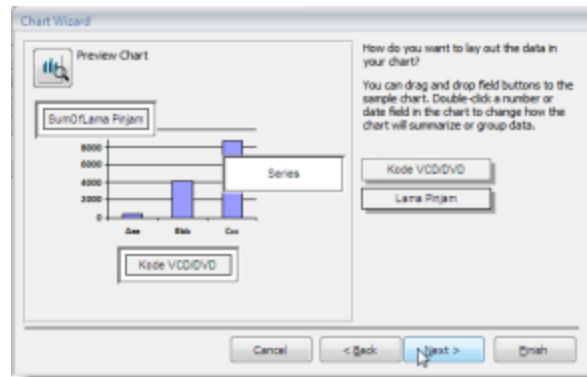 Chart Wizard
Preview Chart
How do you want to lay out the data in
your chart?
You can drag and drop field buttons to the
sample chart. Double-click a number or
date field in the chart to change how the
chart will summarize or group data.
SumOfLama Pinjam
8000
6000
4000
2000
0
Series
Aaa Bbb Ccc
Kode VCD/DVD
Kode VCD/DVD
Lama Pinjam
Cancel
< Back
Next >
Finish